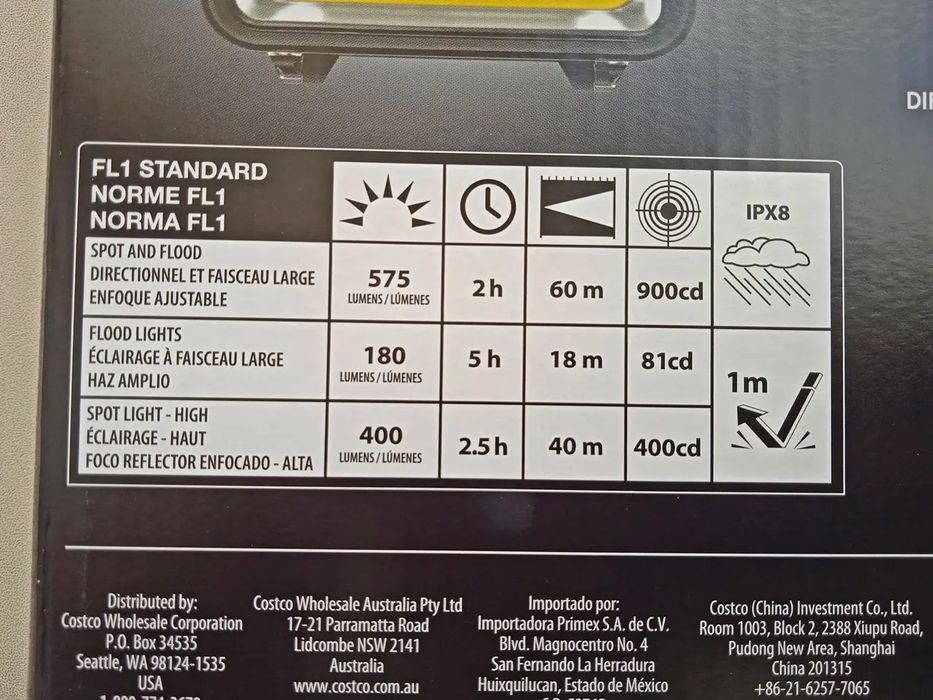 DIF
FL1 STANDARD
NORME FL1
NORMA FL1
IPX8
SPOT AND FLOOD
DIRECTIONNEL ET FAISCEAU LARGE
ENFOQUE AJUSTABLE
575
LUMENS / LÚMENES
2 h
60 m
900cd
FLOOD LIGHTS
ÉCLAIRAGE À FAISCEAU LARGE
HAZ AMPLIO
180
LUMENS / LÚMENES
5 h
18 m
81cd
1m
SPOT LIGHT - HIGH
ÉCLAIRAGE - HAUT
FOCO REFLECTOR ENFOCADO - ALTA
400
LUMENS / LÚMENES
2.5 h
40 m
400cd
Distributed by:
Costco Wholesale Corporation
P.O. Box 34535
Seattle, WA 98124-1535
USA
Costco Wholesale Australia Pty Ltd
17-21 Parramatta Road
Lidcombe NSW 2141
Australia
www.costco.com.au
Importado por:
Importadora Primex S.A. de C.V.
Blvd. Magnocentro No. 4
San Fernando La Herradura
Huixquilucan, Estado de México
Costco (China) Investment Co., Ltd.
Room 1003, Block 2, 2388 Xiupu Road,
Pudong New Area, Shanghai
China 201315
+86-21-6257-7065